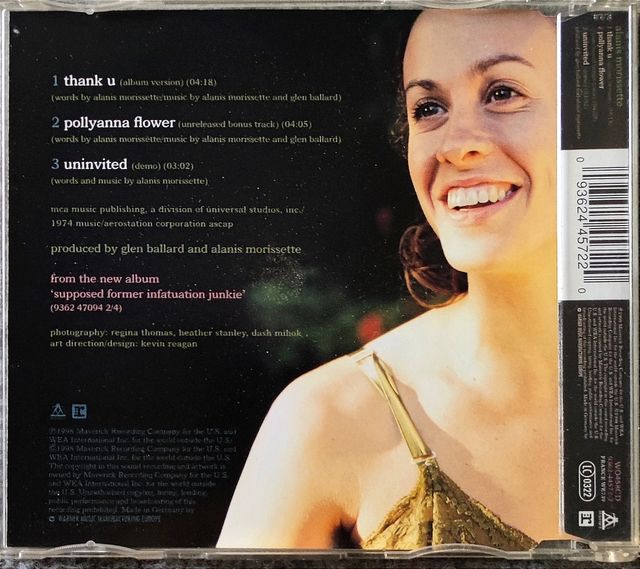 1 thank u (album version) (04:18)
(words by alanis morissette/music by alanis morissette and glen ballard)
2 pollyanna flower (unreleased bonus track) (04:05)
(words by alanis morissette/music by alanis morissette and glen ballard)
3 uninvited (demo) (03:02)
(words and music by alanis morissette)
mca music publishing, a division of universal studios, inc./
1974 music/aerostation corporation ascap
produced by glen ballard and alanis morissette
from the new album
'supposed former infatuation junkie'
(9362 47094 2/4)
photography: regina thomas, heather stanley, dash mihok
art direction/design: kevin reagan
℗1998 Maverick Recording Company for the U.S. and
WEA International Inc. for the world outside the U.S./
©1998 Maverick Recording Company for the U.S. and
WEA International Inc. for the world outside the U.S.
The copyright in this sound recording and artwork is
owned by Maverick Recording Company for the U.S.
and WEA International Inc. for the world outside
the U.S. Unauthorised copying, hiring, lending,
public performance and broadcasting of this
recording prohibited. Made in Germany by
WARNER MUSIC MANUFACTURING EUROPE
alanis morissette
1 thank u
2 pollyanna flower
3 uninvited
0 93624 45722 0
LC 0322
W0458CD